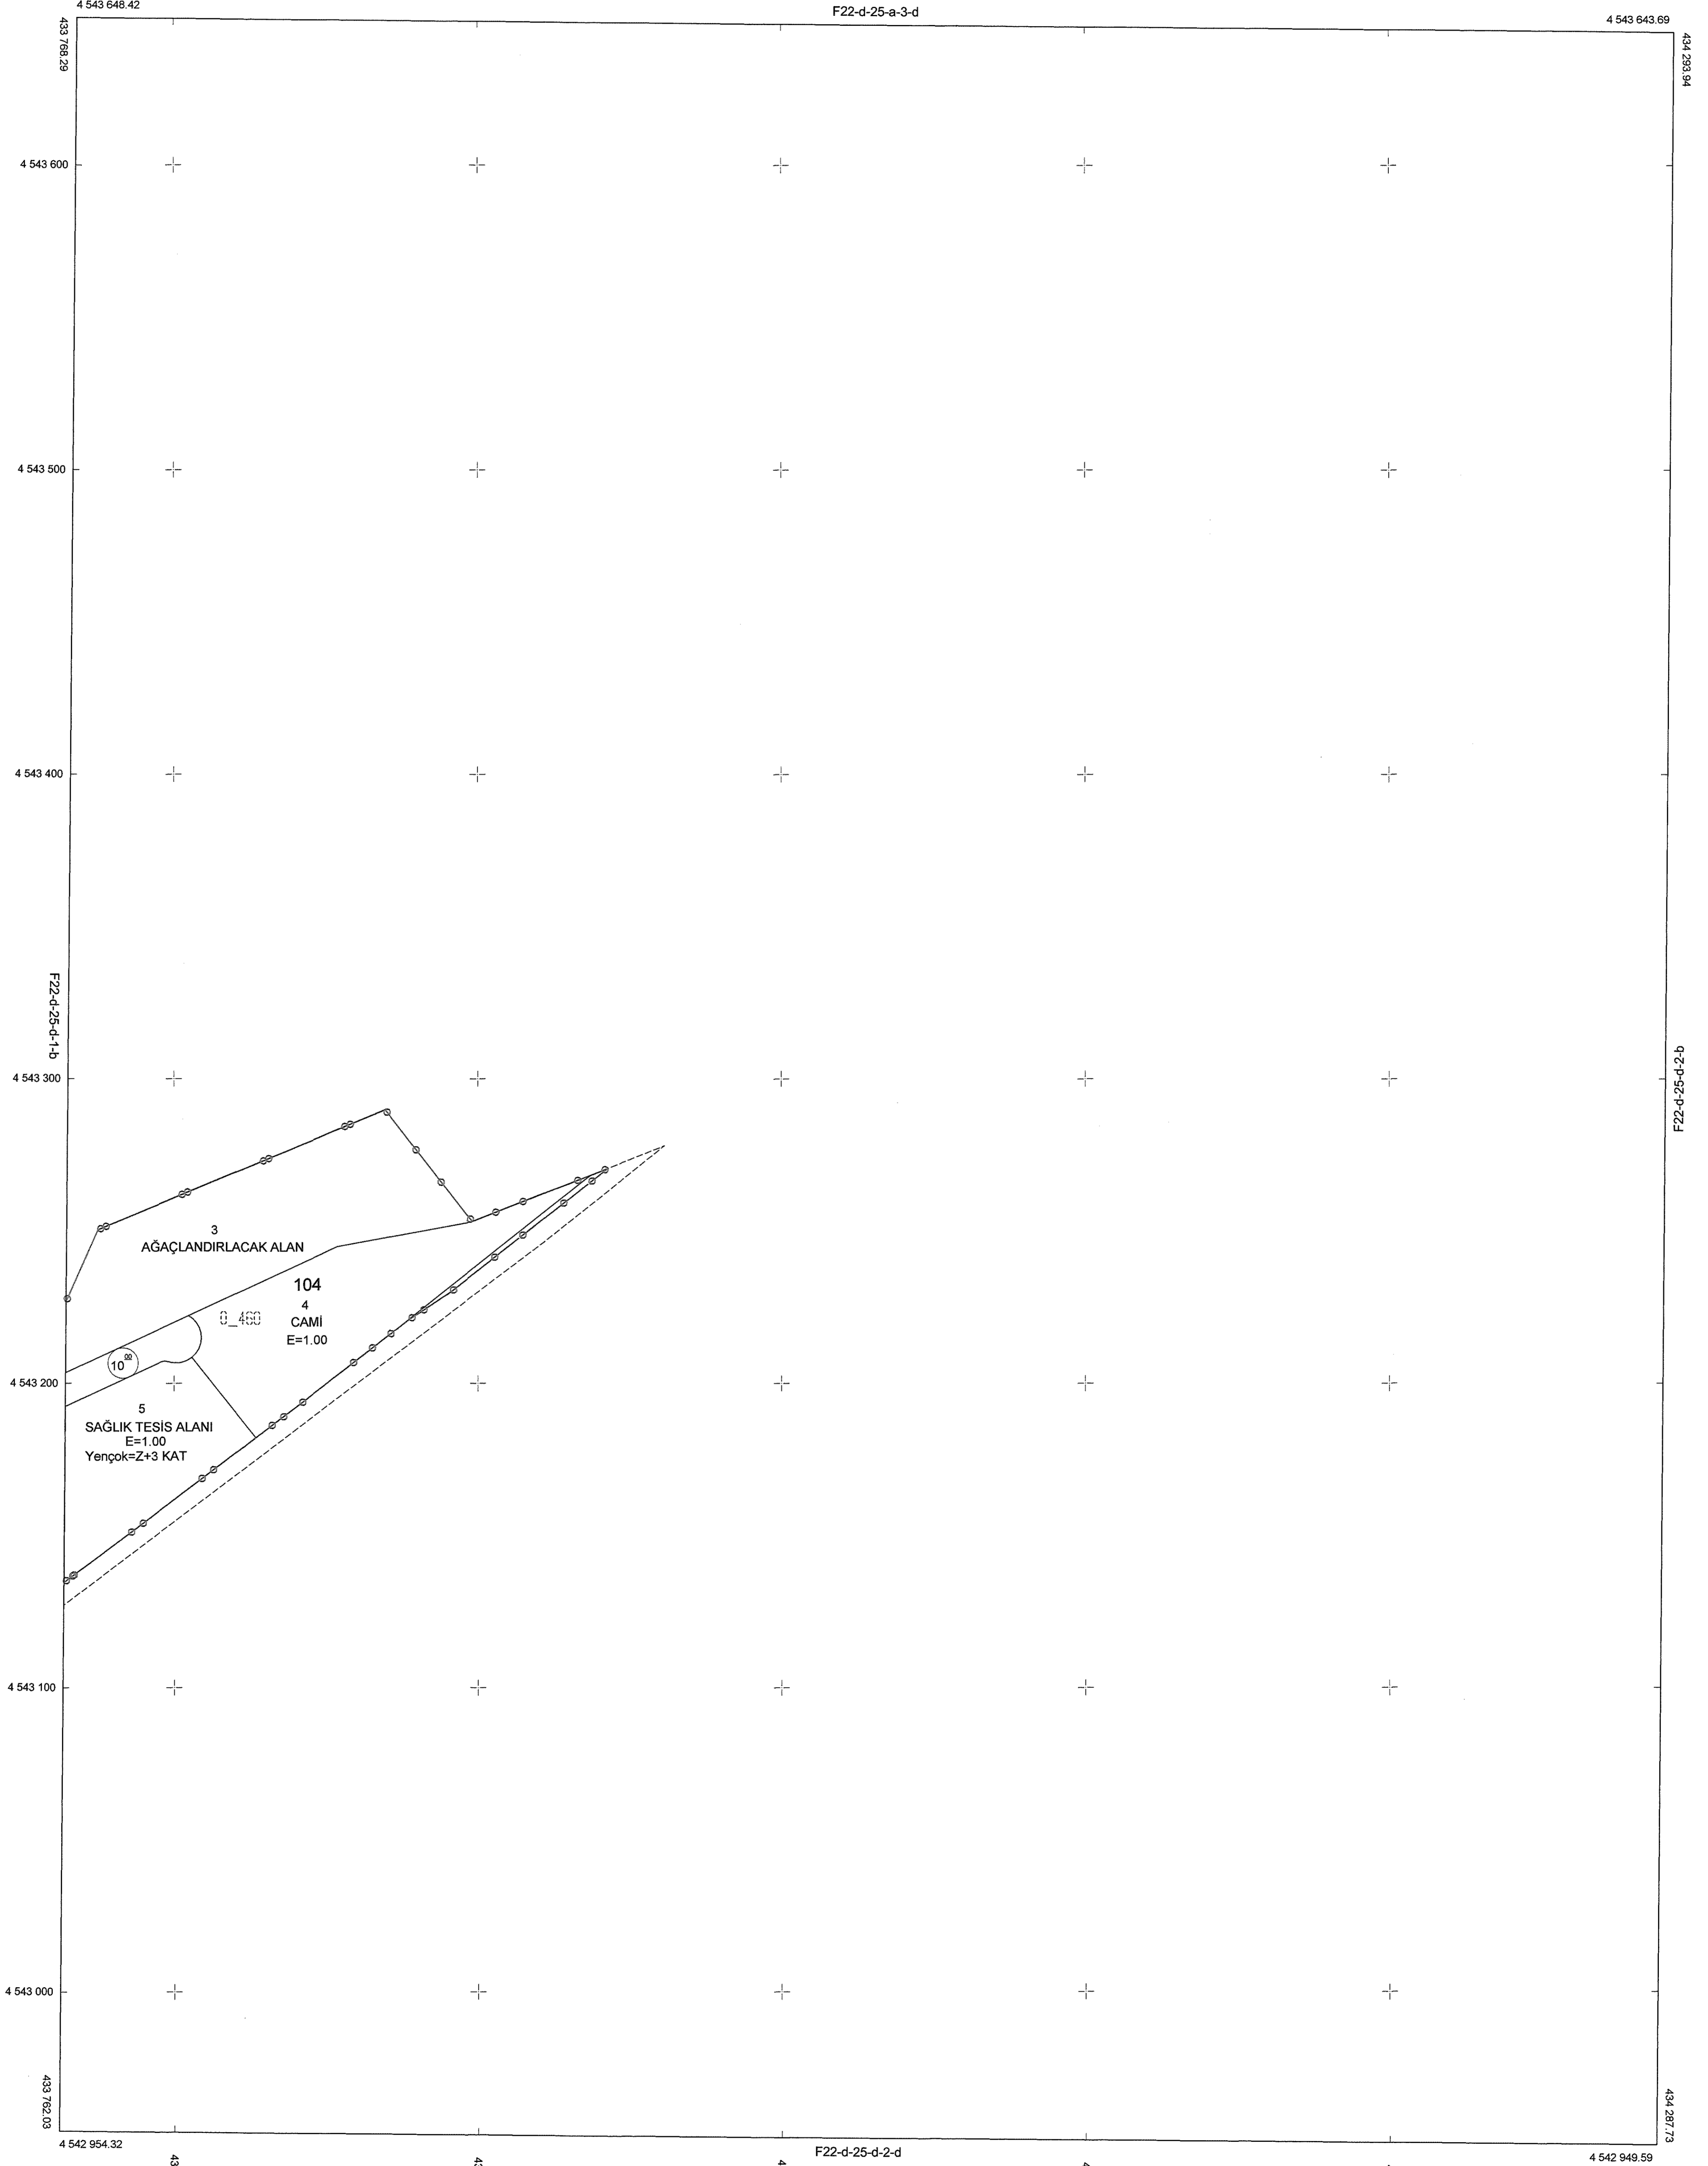 4 543 648.42
F22-d-25-a-3-d
4 543 643.69
433 768.29
434 293.94
4 543 600
4 543 500
4 543 400
F22-d-25-d-1-b
F22-d-25-d-2-b
4 543 300
3
AĞAÇLANDIRLACAK ALAN
104
4
0_460
CAMİ
E=1.00
10 00
4 543 200
5
SAĞLIK TESİS ALANI
E=1.00
Yençok=Z+3 KAT
4 543 100
4 543 000
433 762.03
434 287.73
4 542 954.32
F22-d-25-d-2-d
4 542 949.59